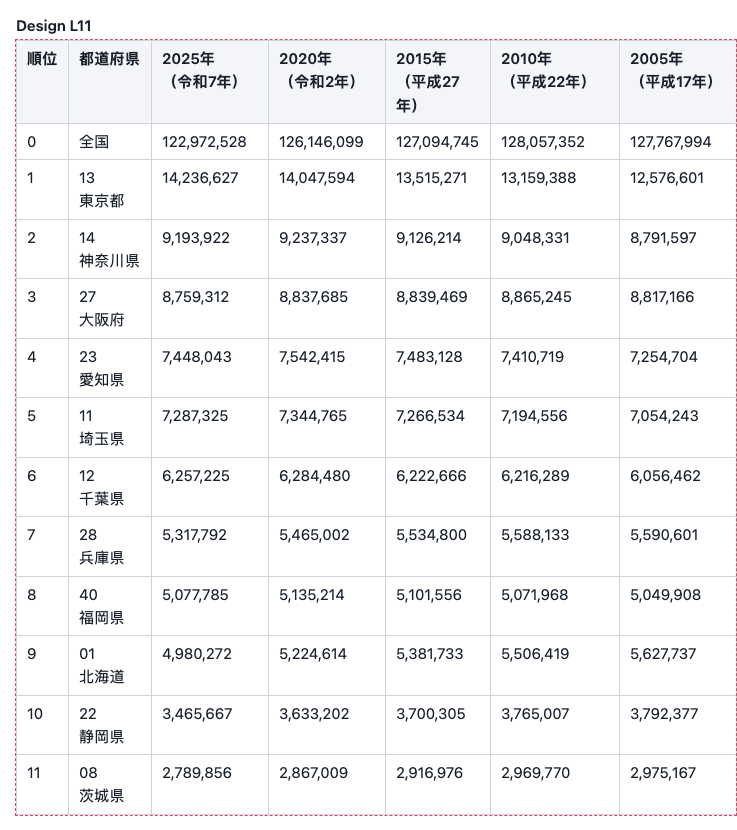 Design L11
順位 都道府県 2025年 2020年 2015年 2010年 2005年
（令和7年） （令和2年） （平成27 （平成22年） （平成17年）
年）
0 全国 122,972,528 126,146,099 127,094,745 128,057,352 127,767,994
1 13 14,236,627 14,047,594 13,515,271 13,159,388 12,576,601
東京都
2 14 9,193,922 9,237,337 9,126,214 9,048,331 8,791,597
神奈川県
3 27 8,759,312 8,837,685 8,839,469 8,865,245 8,817,166
大阪府
4 23 7,448,043 7,542,415 7,483,128 7,410,719 7,254,704
愛知県
5 11 7,287,325 7,344,765 7,266,534 7,194,556 7,054,243
埼玉県
6 12 6,257,225 6,284,480 6,222,666 6,216,289 6,056,462
千葉県
7 28 5,317,792 5,465,002 5,534,800 5,588,133 5,590,601
兵庫県
8 40 5,077,785 5,135,214 5,101,556 5,071,968 5,049,908
福岡県
9 01 4,980,272 5,224,614 5,381,733 5,506,419 5,627,737
北海道
10 22 3,465,667 3,633,202 3,700,305 3,765,007 3,792,377
静岡県
11 08 2,789,856 2,867,009 2,916,976 2,969,770 2,975,167
茨城県